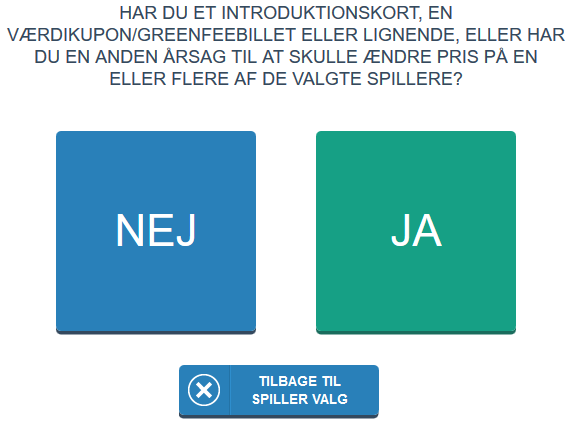 HAR DU ET INTRODUKTIONSKORT, EN
VÆRDIKUPON/GREENFEEBILLET ELLER LIGNENDE, ELLER HAR
DU EN ANDEN ÅRSAG TIL AT SKULLE ÆNDRE PRIS PÅ EN
ELLER FLERE AF DE VALGTE SPILLERE?
NEJ
JA
TILBAGE TIL
SPILLER VALG